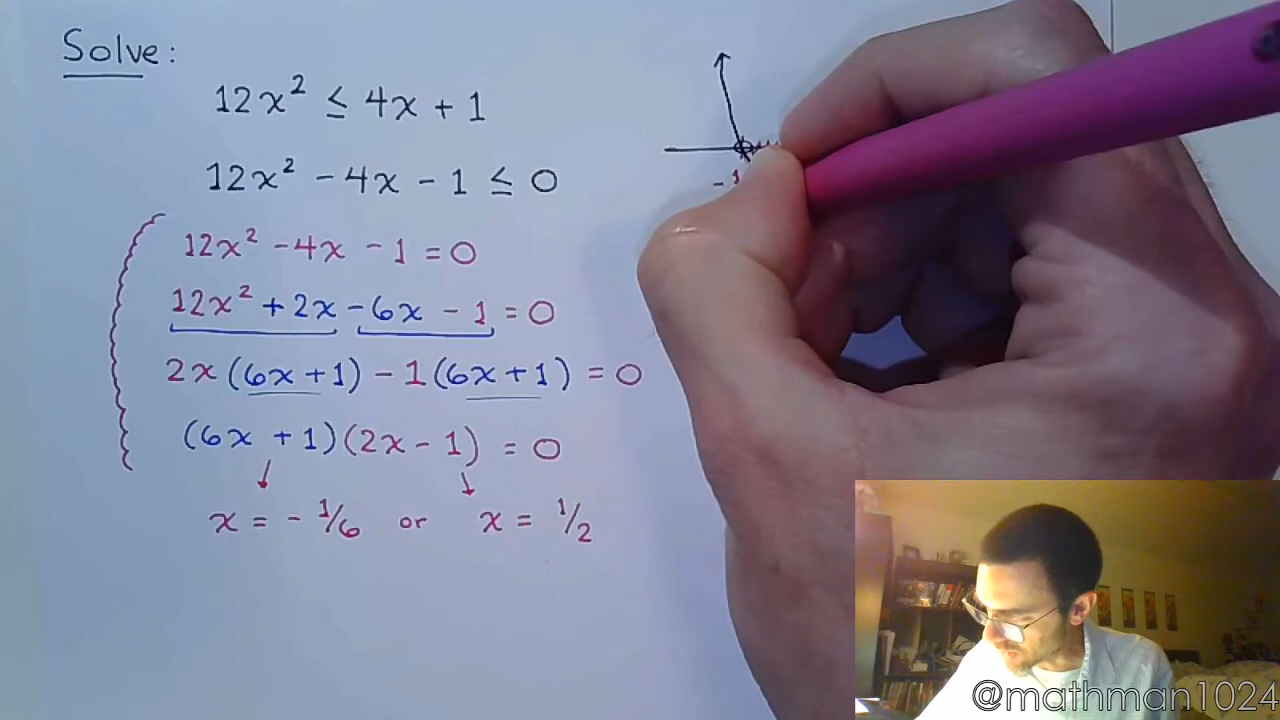 Solve:
12x² ≤ 4x + 1
12x² - 4x - 1 ≤ 0
12x² - 4x - 1 = 0
12x² + 2x - 6x - 1 = 0
2x (6x + 1) - 1 (6x + 1) = 0
(6x + 1)(2x - 1) = 0
x = - 1/6 or x = 1/2
- 1
@mathman1024